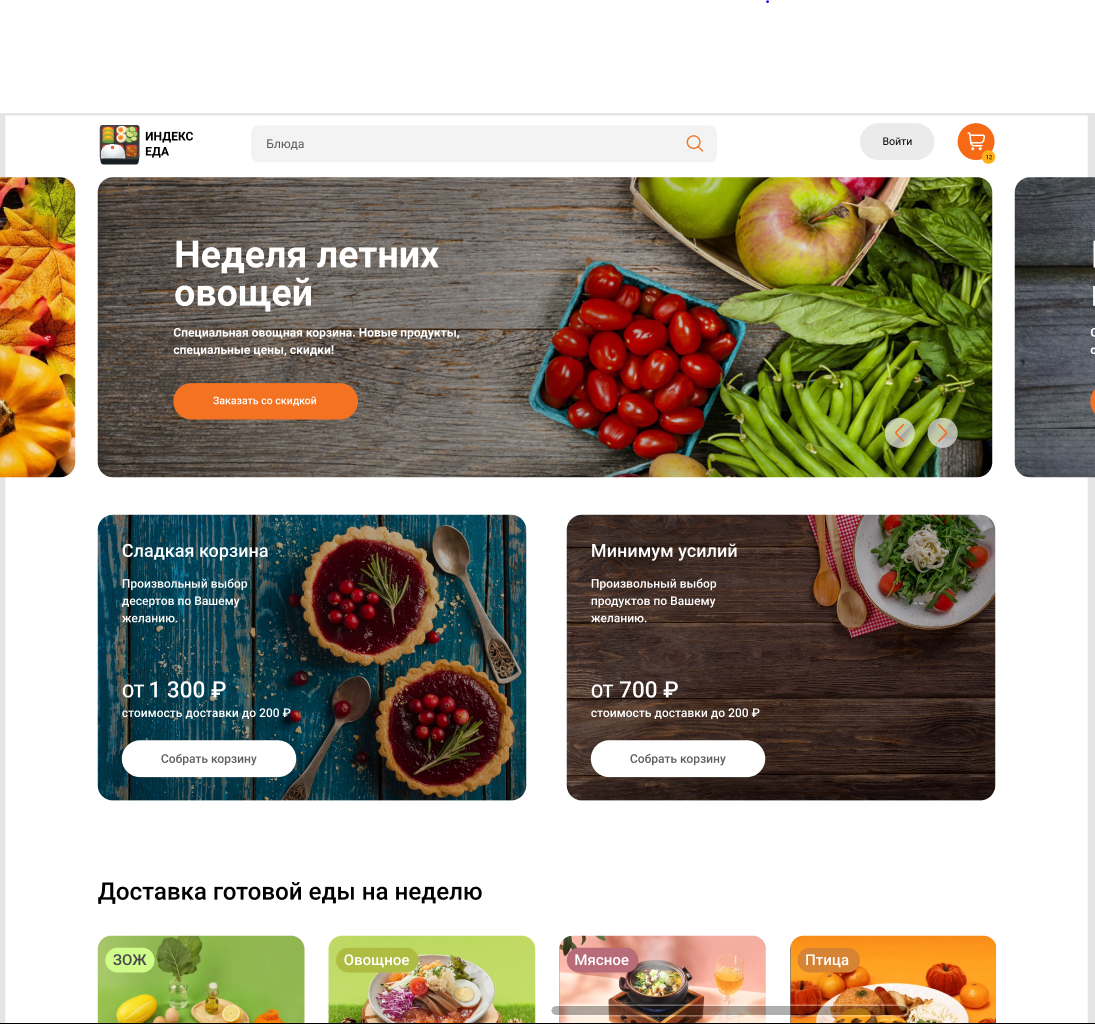 ИНДЕКС
ЕДА
Блюда
Войти
12
Неделя летних
овощей
Специальная овощная корзина. Новые продукты,
специальные цены, скидки!
Заказать со скидкой
Сладкая корзина
Произвольный выбор
десертов по Вашему
желанию.
от 1 300 ₽
стоимость доставки до 200 ₽
Собрать корзину
Минимум усилий
Произвольный выбор
продуктов по Вашему
желанию.
от 700 ₽
стоимость доставки до 200 ₽
Собрать корзину
Доставка готовой еды на неделю
ЗОЖ
Овощное
Мясное
Птица